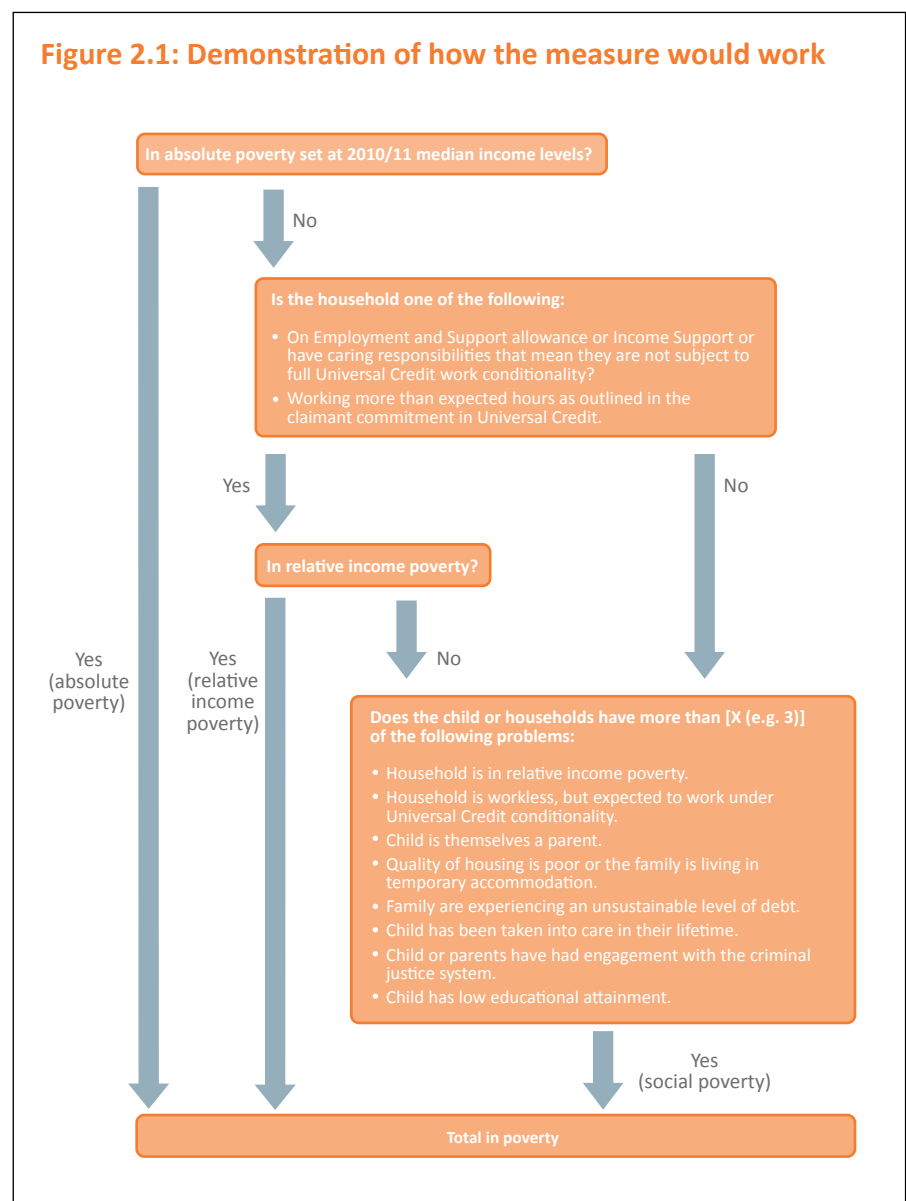 Figure 2.1: Demonstration of how the measure would work
In absolute poverty set at 2010/11 median income levels?
No
Is the household one of the following:
• On Employment and Support allowance or Income Support or
have caring responsibilities that mean they are not subject to
full Universal Credit work conditionality?
• Working more than expected hours as outlined in the
claimant commitment in Universal Credit.
Yes
No
In relative income poverty?
Yes
(absolute
poverty)
Yes
(relative
income
poverty)
No
Does the child or households have more than [X (e.g. 3)]
of the following problems:
• Household is in relative income poverty.
• Household is workless, but expected to work under
Universal Credit conditionality.
• Child is themselves a parent.
• Quality of housing is poor or the family is living in
temporary accommodation.
• Family are experiencing an unsustainable level of debt.
• Child has been taken into care in their lifetime.
• Child or parents have had engagement with the criminal
justice system.
• Child has low educational attainment.
Yes
(social poverty)
Total in poverty